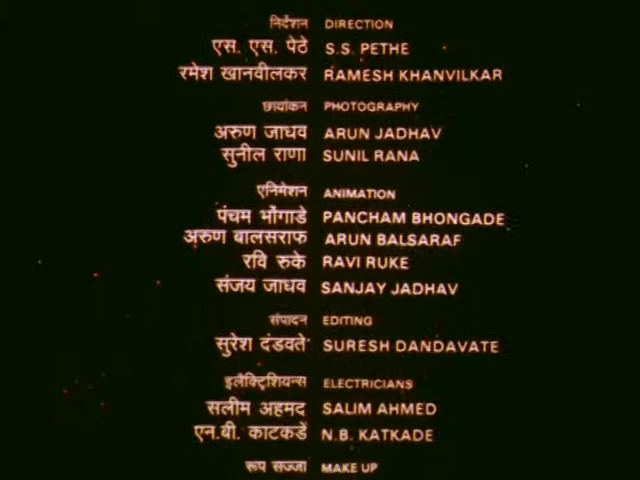 निर्देशन DIRECTION
एस. एस. पेठे S.S. PETHE
रमेश खानवीलकर RAMESH KHANVILKAR
छायांकन PHOTOGRAPHY
अरुण जाधव ARUN JADHAV
सुनील राणा SUNIL RANA
एनिमेशन ANIMATION
पंचम भोंगाडे PANCHAM BHONGADE
अरुण बालसराफ ARUN BALSARAF
रवि रुके RAVI RUKE
संजय जाधव SANJAY JADHAV
संपादन EDITING
सुरेश दंडवते SURESH DANDAVATE
इलैक्ट्रिशियन्स ELECTRICIANS
सलीम अहमद SALIM AHMED
एन.बी. काटकडें N.B. KATKADE
रूप सज्जा MAKE UP